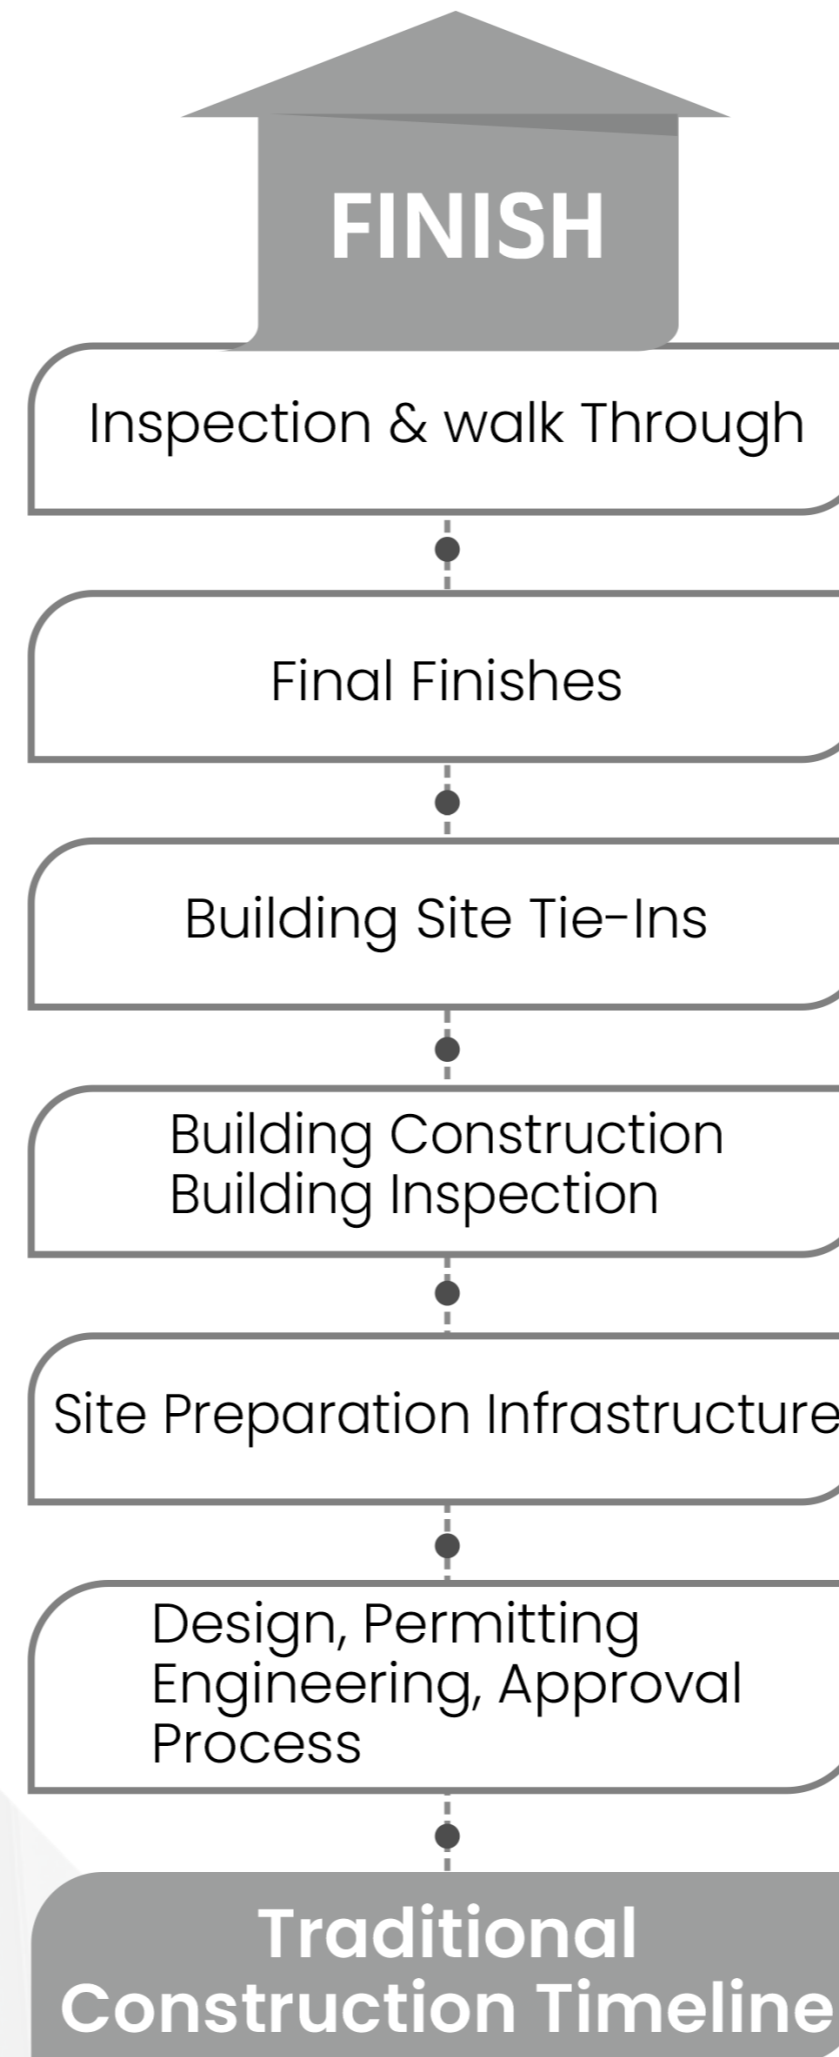 FINISH
Inspection & walk Through
Final Finishes
Building Site Tie-Ins
Building Construction
Building Inspection
Site Preparation Infrastructure
Design, Permitting
Engineering, Approval
Process
Traditional
Construction Timeline